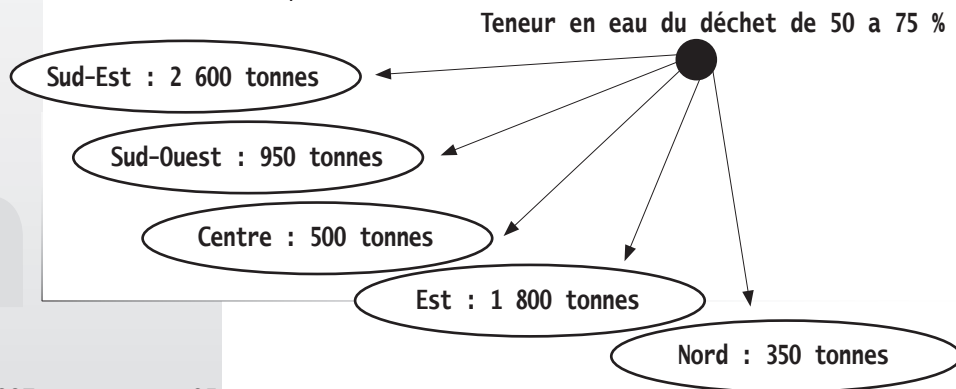 Teneur en eau du déchet de 50 a 75 %
Sud-Est : 2 600 tonnes
Sud-Ouest : 950 tonnes
Centre : 500 tonnes
Est : 1 800 tonnes
Nord : 350 tonnes